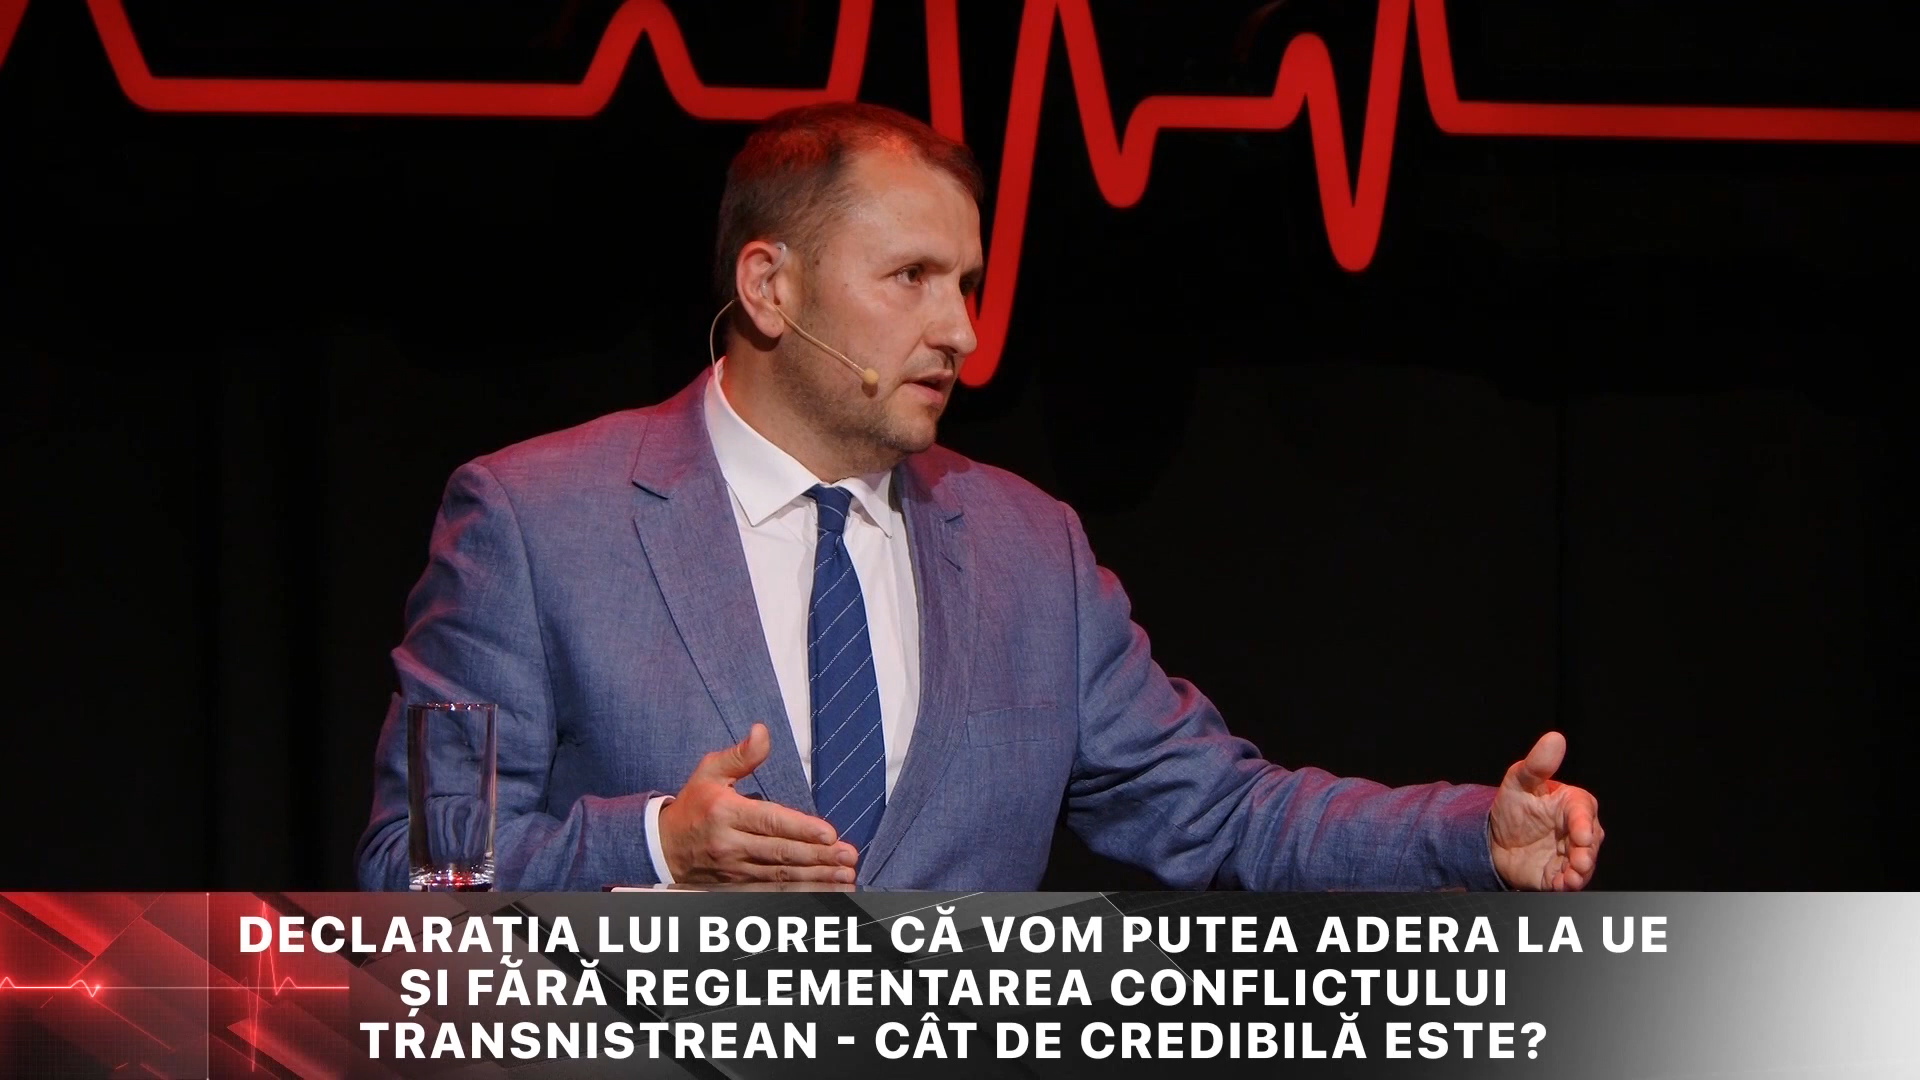 DECLARAȚIA LUI BOREL CĂ VOM PUTEA ADERA LA UE
ȘI FĂRĂ REGLEMENTAREA CONFLICTULUI
TRANSNISTREAN - CÂT DE CREDIBILĂ ESTE?